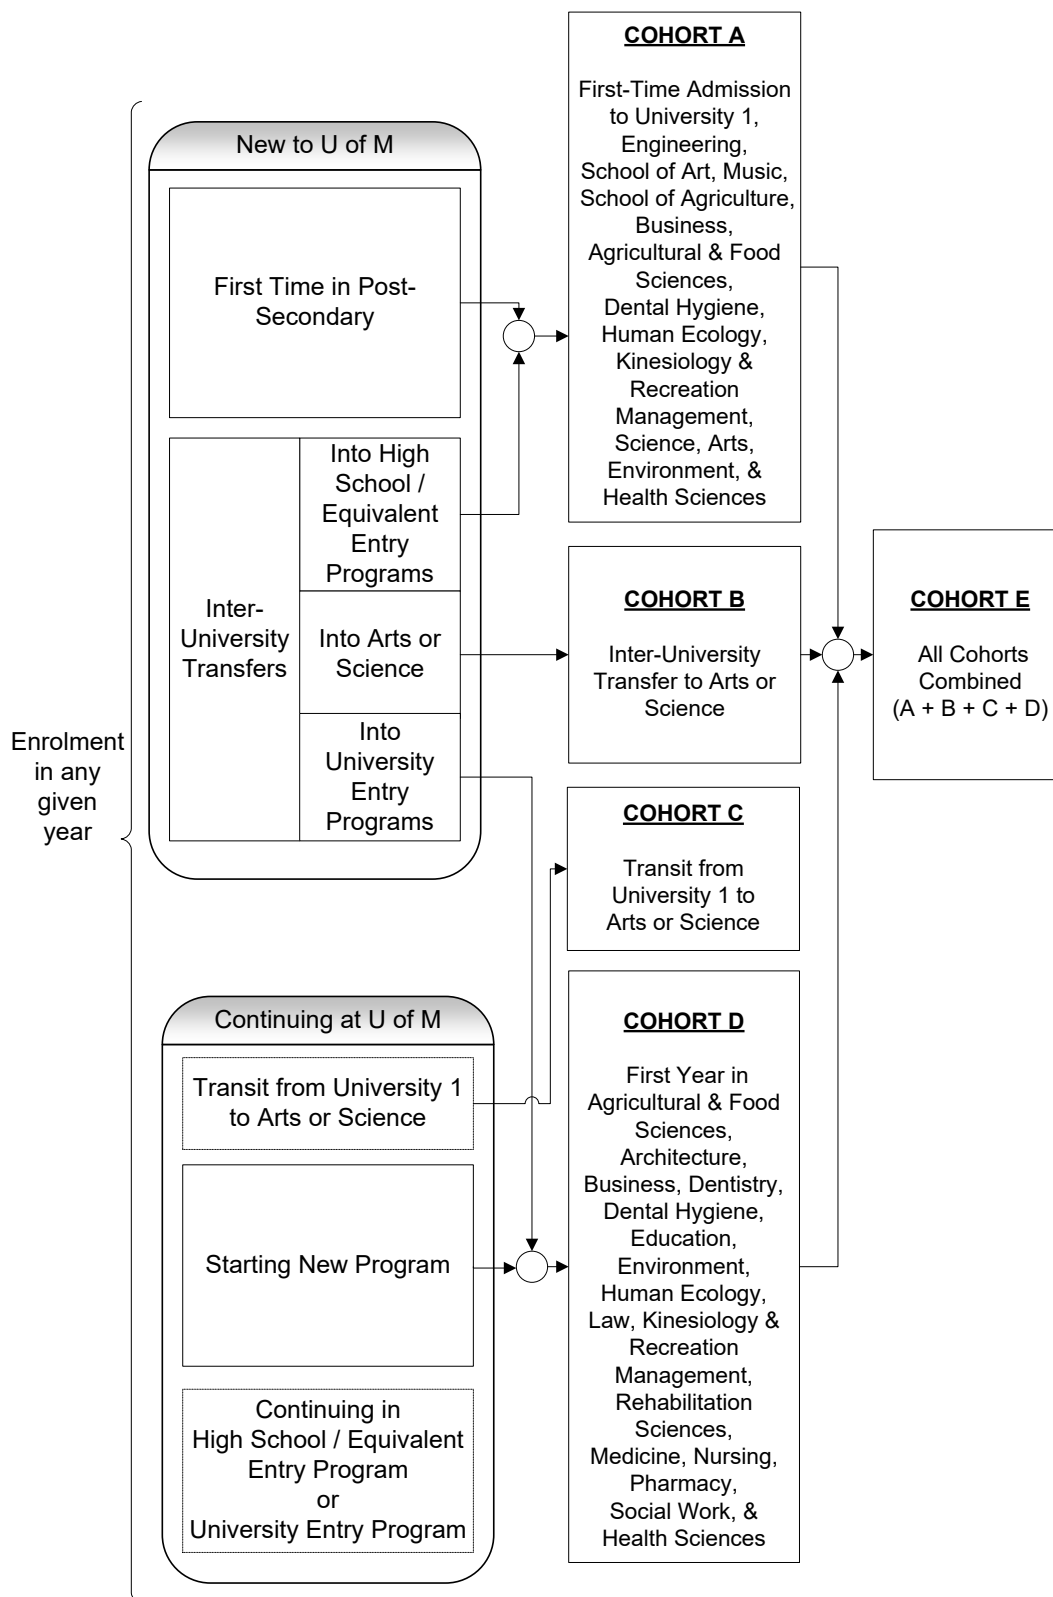 Enrolment
in any
given
year
New to U of M
First Time in Post-
Secondary
Inter-
University
Transfers
Into High
School /
Equivalent
Entry
Programs
Into Arts or
Science
Into
University
Entry
Programs
Continuing at U of M
Transit from University 1
to Arts or Science
Starting New Program
Continuing in
High School / Equivalent
Entry Program
or
University Entry Program
COHORT A
First-Time Admission
to University 1,
Engineering,
School of Art, Music,
School of Agriculture,
Business,
Agricultural & Food
Sciences,
Dental Hygiene,
Human Ecology,
Kinesiology &
Recreation
Management,
Science, Arts,
Environment, &
Health Sciences
COHORT B
Inter-University
Transfer to Arts or
Science
COHORT C
Transit from
University 1 to
Arts or Science
COHORT D
First Year in
Agricultural & Food
Sciences,
Architecture,
Business, Dentistry,
Dental Hygiene,
Education,
Environment,
Human Ecology,
Law, Kinesiology &
Recreation
Management,
Rehabilitation
Sciences,
Medicine, Nursing,
Pharmacy,
Social Work, &
Health Sciences
COHORT E
All Cohorts
Combined
(A + B + C + D)